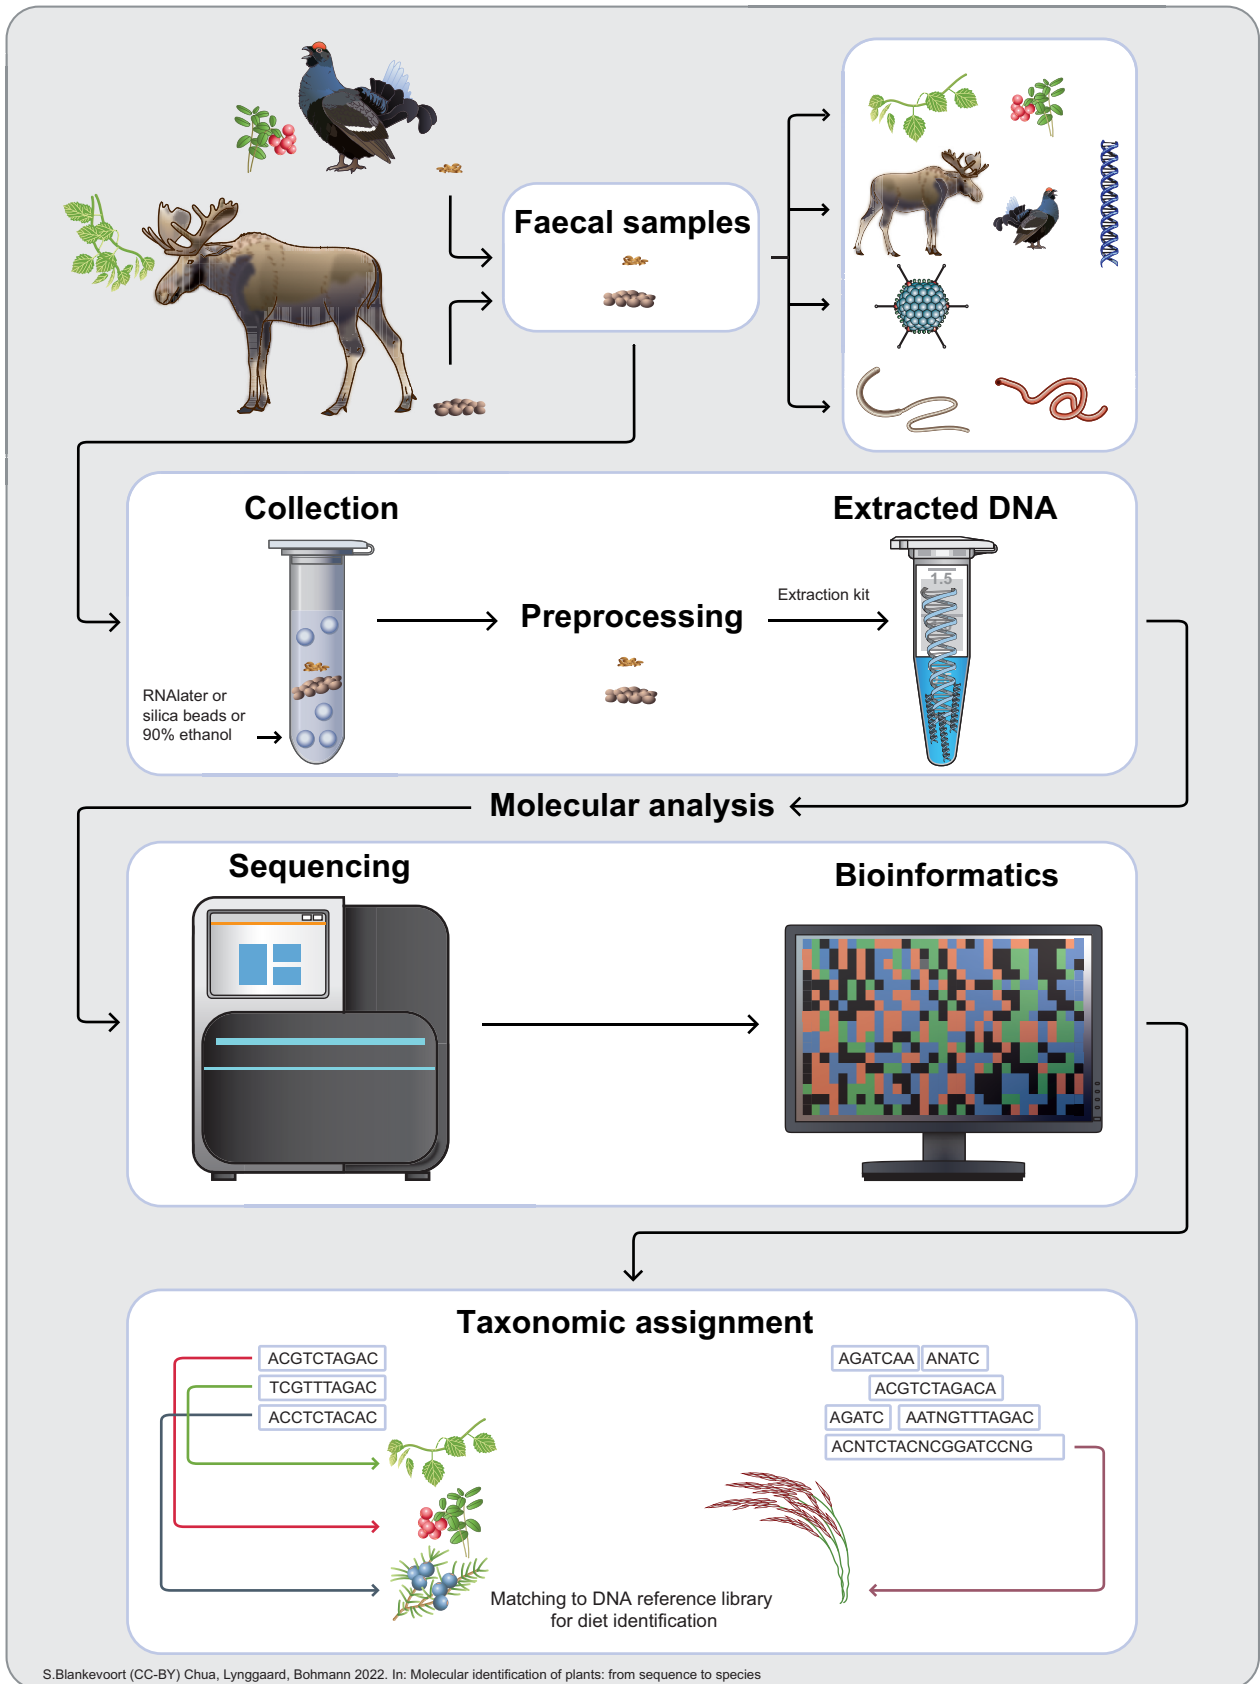 Faecal samples
Collection
Extracted DNA
1.5
Extraction kit
Preprocessing
RNAlater or
silica beads or
90% ethanol
Molecular analysis
Sequencing
Bioinformatics
Taxonomic assignment
ACGTCTAGAC
TCGTTTAGAC
ACCTCTACAC
AGATCAA ANATC
ACGTCTAGACA
AGATC AATNGTTTAGAC
ACNTCTACNCGGATCCNG
Matching to DNA reference library
for diet identification
S.Blankevoort (CC-BY) Chua, Lynggaard, Bohmann 2022. In: Molecular identification of plants: from sequence to species